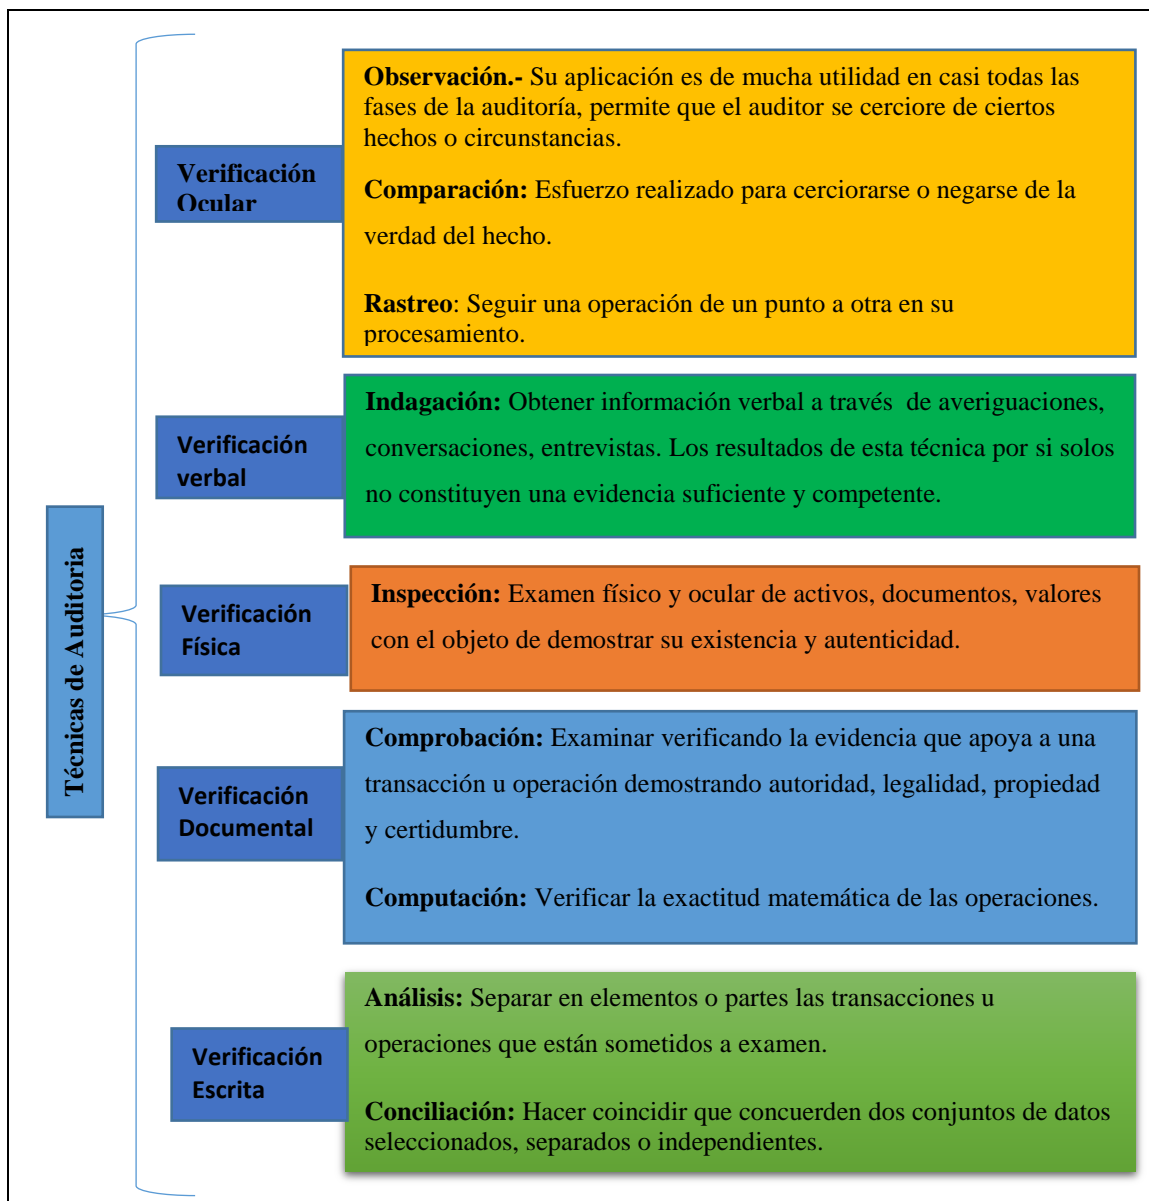 Técnicas de Auditoria
Verificación
Ocular
Observación.- Su aplicación es de mucha utilidad en casi todas las
fases de la auditoría, permite que el auditor se cerciore de ciertos
hechos o circunstancias.
Comparación: Esfuerzo realizado para cerciorarse o negarse de la
verdad del hecho.
Rastreo: Seguir una operación de un punto a otra en su
procesamiento.
Verificación
verbal
Indagación: Obtener información verbal a través de averiguaciones,
conversaciones, entrevistas. Los resultados de esta técnica por si solos
no constituyen una evidencia suficiente y competente.
Verificación
Física
Inspección: Examen físico y ocular de activos, documentos, valores
con el objeto de demostrar su existencia y autenticidad.
Verificación
Documental
Comprobación: Examinar verificando la evidencia que apoya a una
transacción u operación demostrando autoridad, legalidad, propiedad
y certidumbre.
Computación: Verificar la exactitud matemática de las operaciones.
Verificación
Escrita
Análisis: Separar en elementos o partes las transacciones u
operaciones que están sometidos a examen.
Conciliación: Hacer coincidir que concuerden dos conjuntos de datos
seleccionados, separados o independientes.